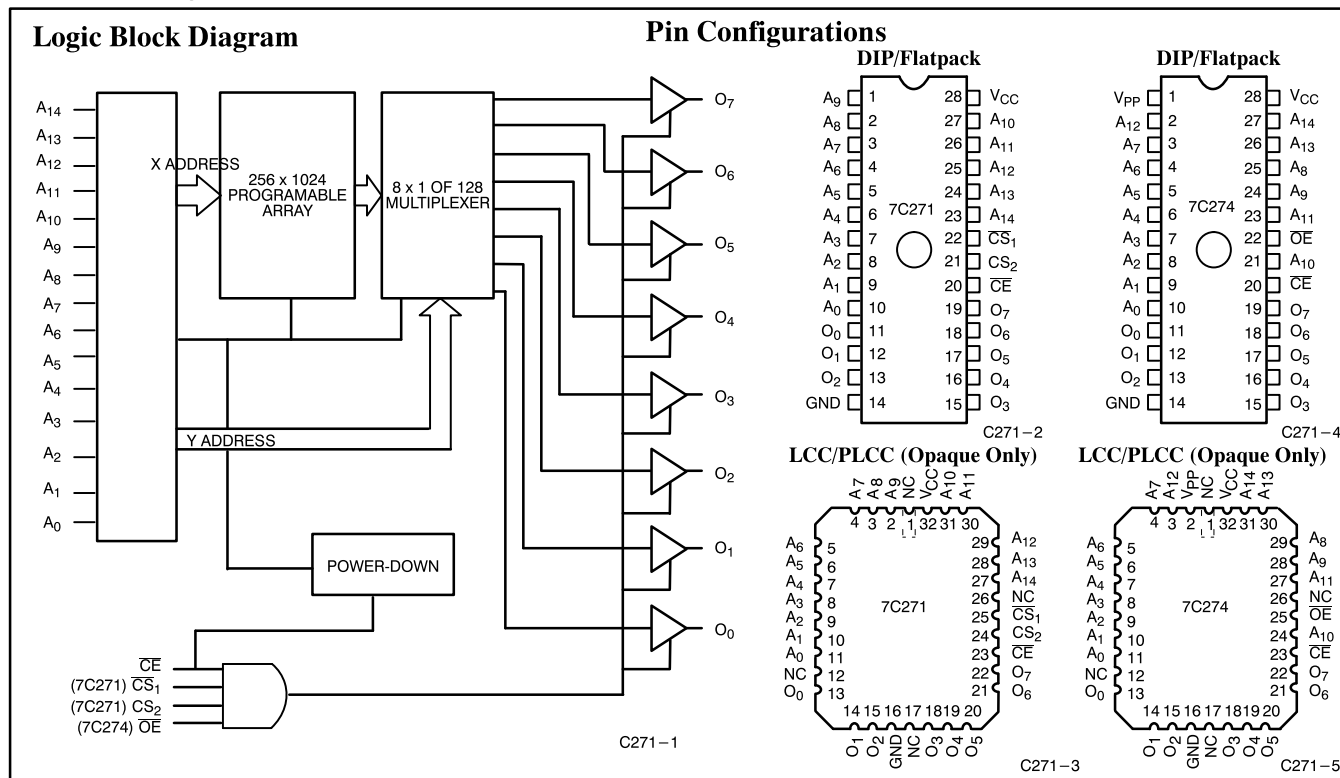 Logic Block Diagram
A14
A13
A12
A11
A10
A9
A8
A7
A6
A5
A4
A3
A2
A1
A0
X ADDRESS
256 x 1024
PROGRAMABLE
ARRAY
8 x 1 OF 128
MULTIPLEXER
Y ADDRESS
POWER-DOWN
C̅E̅
(7C271) C̅S̅1
(7C271) CS2
(7C274) O̅E̅
O7
O6
O5
O4
O3
O2
O1
O0
C271−1
Pin Configurations
DIP/Flatpack
A9 1 28 VCC
A8 2 27 A10
A7 3 26 A11
A6 4 25 A12
A5 5 24 A13
A4 6 23 A14
7C271
A3 7 22 C̅S̅1
A2 8 21 CS2
A1 9 20 C̅E̅
A0 10 19 O7
O0 11 18 O6
O1 12 17 O5
O2 13 16 O4
GND 14 15 O3
C271−2
DIP/Flatpack
VPP 1 28 VCC
A12 2 27 A14
A7 3 26 A13
A6 4 25 A8
A5 5 24 A9
A4 6 23 A11
7C274
A3 7 22 O̅E̅
A2 8 21 A10
A1 9 20 C̅E̅
A0 10 19 O7
O0 11 18 O6
O1 12 17 O5
O2 13 16 O4
GND 14 15 O3
C271−4
LCC/PLCC (Opaque Only)
A7 A8 A9 NC VCC A10 A11
4 3 2 1 32 31 30
A6 5 29 A12
A5 6 28 A13
A4 7 27 A14
A3 8 26 NC
7C271
A2 9 25 C̅S̅1
A1 10 24 CS2
A0 11 23 C̅E̅
NC 12 22 O7
O0 13 21 O6
14 15 16 17 18 19 20
O1 O2 GND NC O3 O4 O5
C271−3
LCC/PLCC (Opaque Only)
A7 A12 VPP NC VCC A14 A13
4 3 2 1 32 31 30
A6 5 29 A8
A5 6 28 A9
A4 7 27 A11
A3 8 26 NC
7C274
A2 9 25 O̅E̅
A1 10 24 A10
A0 11 23 C̅E̅
NC 12 22 O7
O0 13 21 O6
14 15 16 17 18 19 20
O1 O2 GND NC O3 O4 O5
C271−5